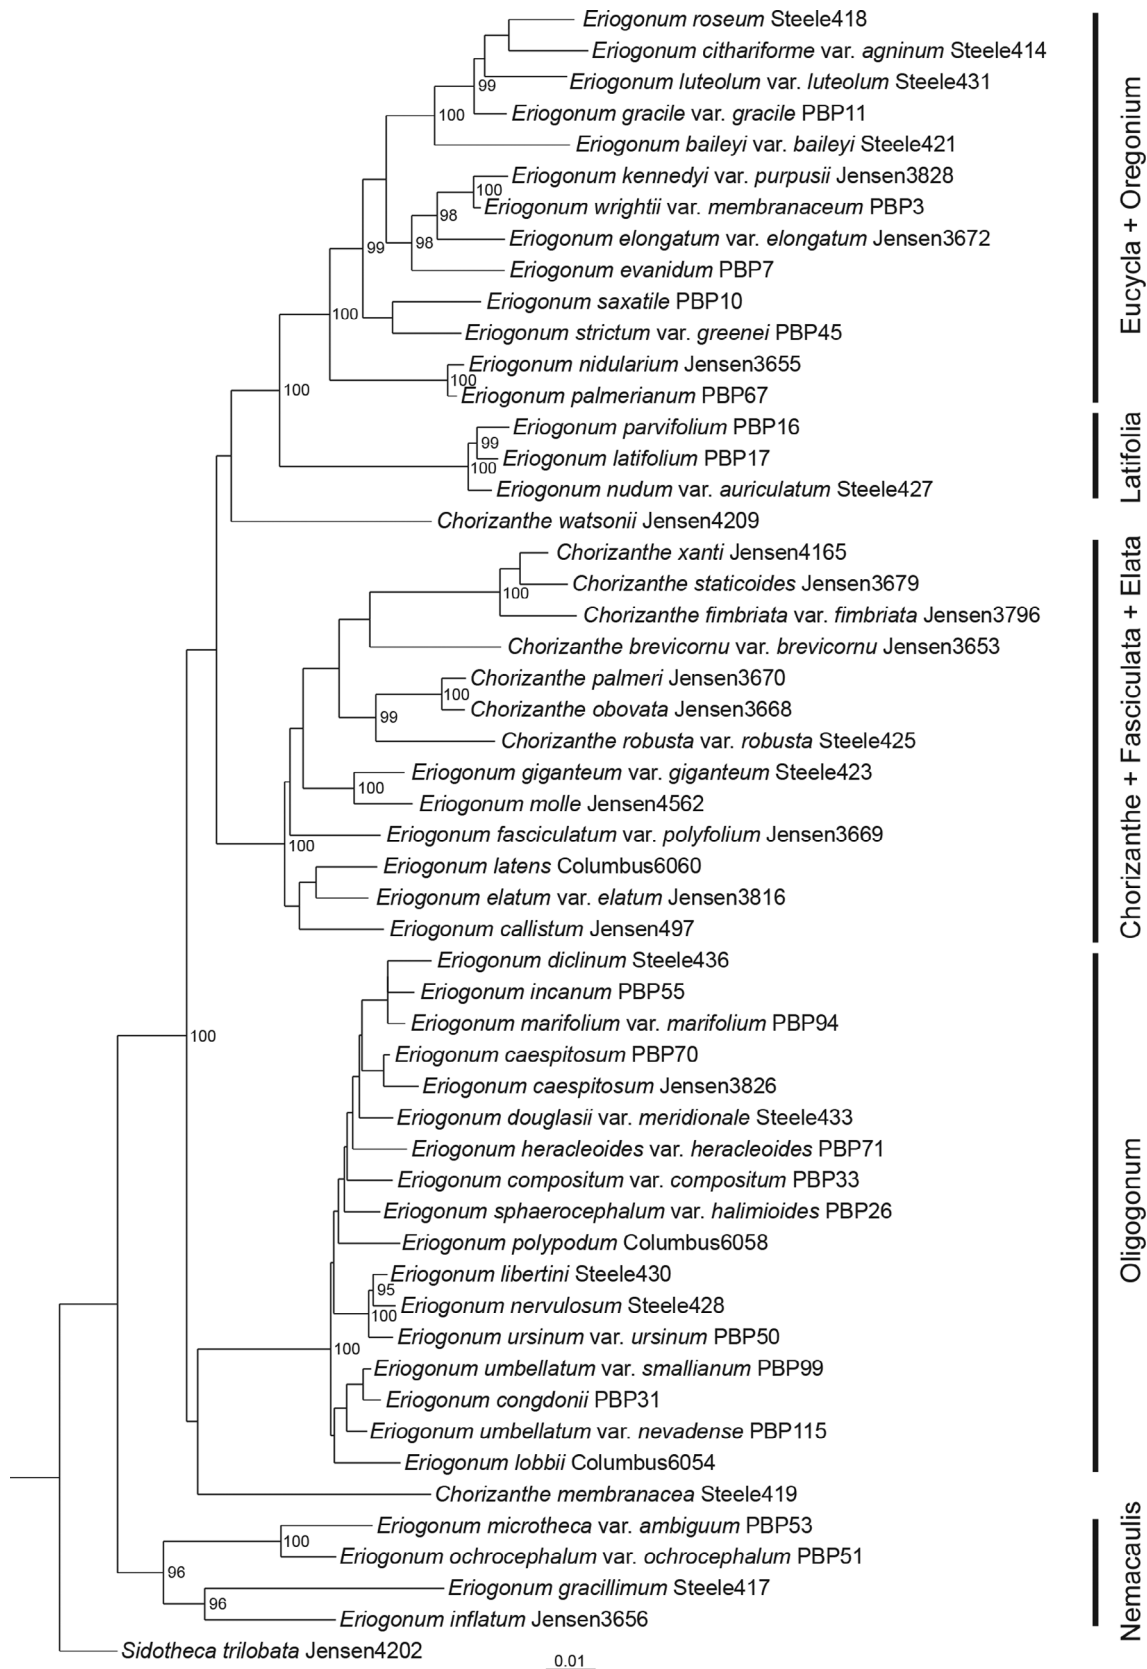 Eriogonum roseum Steele418
Eriogonum cithariforme var. agninum Steele414
Eriogonum luteolum var. luteolum Steele431
99
Eriogonum gracile var. gracile PBP11
100
Eriogonum baileyi var. baileyi Steele421
Eriogonum kennedyi var. purpusii Jensen3828
100
Eriogonum wrightii var. membranaceum PBP3
98
Eriogonum elongatum var. elongatum Jensen3672
99
98
Eriogonum evanidum PBP7
Eriogonum saxatile PBP10
100
Eriogonum strictum var. greenei PBP45
Eriogonum nidularium Jensen3655
100
100
Eriogonum palmerianum PBP67
Eucycla + Oregonium
Eriogonum parvifolium PBP16
99
Eriogonum latifolium PBP17
100
Eriogonum nudum var. auriculatum Steele427
Latifolia
Chorizanthe watsonii Jensen4209
Chorizanthe xanti Jensen4165
Chorizanthe staticoides Jensen3679
100
Chorizanthe fimbriata var. fimbriata Jensen3796
Chorizanthe brevicornu var. brevicornu Jensen3653
Chorizanthe palmeri Jensen3670
100
Chorizanthe obovata Jensen3668
99
Chorizanthe robusta var. robusta Steele425
Eriogonum giganteum var. giganteum Steele423
100
Eriogonum molle Jensen4562
Eriogonum fasciculatum var. polyfolium Jensen3669
100
Eriogonum latens Columbus6060
Eriogonum elatum var. elatum Jensen3816
Eriogonum callistum Jensen497
Chorizanthe + Fasciculata + Elata
Eriogonum diclinum Steele436
Eriogonum incanum PBP55
Eriogonum marifolium var. marifolium PBP94
100
Eriogonum caespitosum PBP70
Eriogonum caespitosum Jensen3826
Eriogonum douglasii var. meridionale Steele433
Eriogonum heracleoides var. heracleoides PBP71
Eriogonum compositum var. compositum PBP33
Eriogonum sphaerocephalum var. halimioides PBP26
Eriogonum polypodum Columbus6058
Eriogonum libertini Steele430
95
Eriogonum nervulosum Steele428
100
Eriogonum ursinum var. ursinum PBP50
100
Eriogonum umbellatum var. smallianum PBP99
Eriogonum congdonii PBP31
Eriogonum umbellatum var. nevadense PBP115
Eriogonum lobbii Columbus6054
Oligogonum
Chorizanthe membranacea Steele419
Eriogonum microtheca var. ambiguum PBP53
100
Eriogonum ochrocephalum var. ochrocephalum PBP51
96
Eriogonum gracillimum Steele417
96
Eriogonum inflatum Jensen3656
Nemacaulis
Sidotheca trilobata Jensen4202
0.01